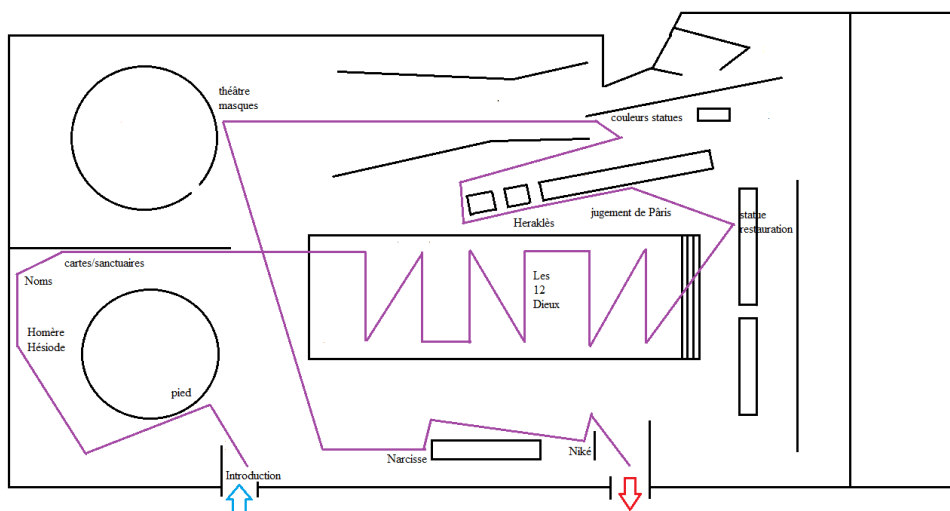 théâtre
masques
couleurs statues
jugement de Pâris
Heraklès
statue
restauration
cartes/sanctuaires
Noms
Les
12
Dieux
Homère
Hésiode
pied
Narcisse
Niké
Introduction